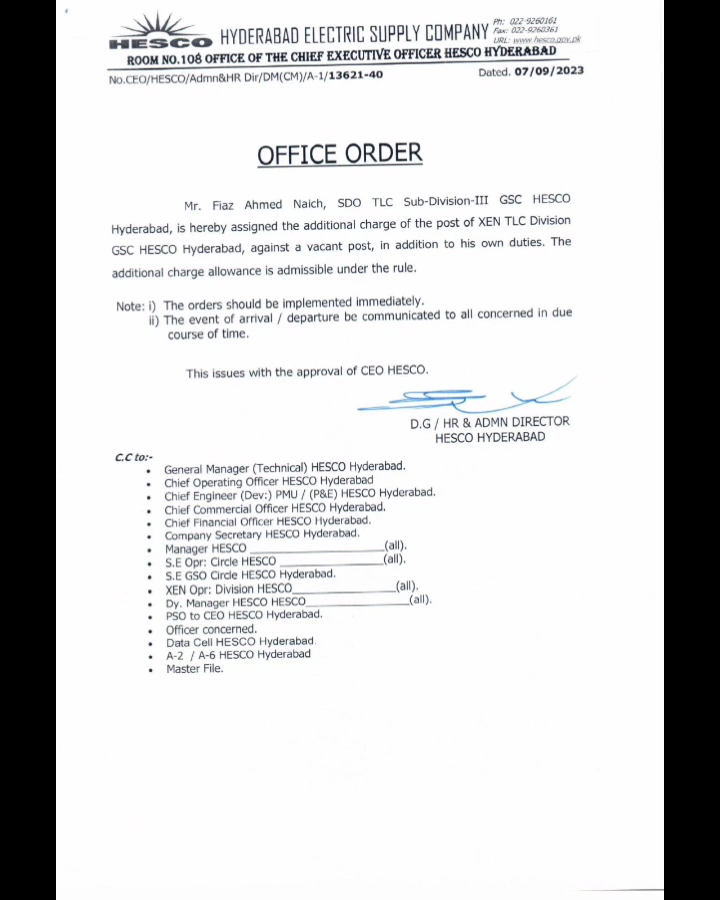 HESCO
HYDERABAD ELECTRIC SUPPLY COMPANY
Ph: 022-9260161
Fax: 022-9260361
URL: www.hesco.gov.pk
ROOM NO.108 OFFICE OF THE CHIEF EXECUTIVE OFFICER HESCO HYDERABAD
No.CEO/HESCO/Admn&HR Dir/DM(CM)/A-1/13621-40
Dated. 07/09/2023
OFFICE ORDER
Mr. Fiaz Ahmed Naich, SDO TLC Sub-Division-III GSC HESCO
Hyderabad, is hereby assigned the additional charge of the post of XEN TLC Division
GSC HESCO Hyderabad, against a vacant post, in addition to his own duties. The
additional charge allowance is admissible under the rule.
Note: i) The orders should be implemented immediately.
ii) The event of arrival / departure be communicated to all concerned in due
course of time.
This issues with the approval of CEO HESCO.
D.G / HR & ADMN DIRECTOR
HESCO HYDERABAD
C.C to:-
• General Manager (Technical) HESCO Hyderabad.
• Chief Operating Officer HESCO Hyderabad
• Chief Engineer (Dev:) PMU / (P&E) HESCO Hyderabad.
• Chief Commercial Officer HESCO Hyderabad.
• Chief Financial Officer HESCO Hyderabad.
• Company Secretary HESCO Hyderabad.
• Manager HESCO ____________________(all).
• S.E Opr: Circle HESCO _______________(all).
• S.E GSO Circle HESCO Hyderabad.
• XEN Opr: Division HESCO_______________(all).
• Dy. Manager HESCO HESCO_______________(all).
• PSO to CEO HESCO Hyderabad.
• Officer concerned.
• Data Cell HESCO Hyderabad.
• A-2 / A-6 HESCO Hyderabad
• Master File.